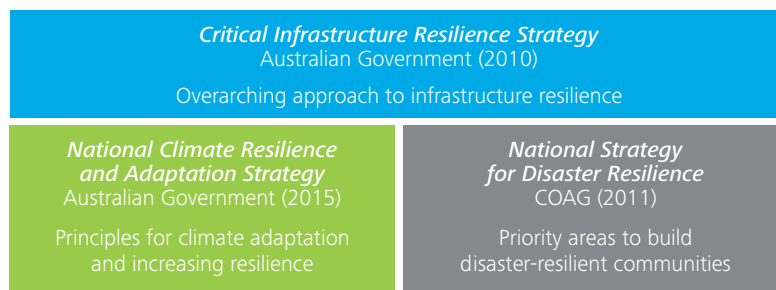 Critical Infrastructure Resilience Strategy
Australian Government (2010)
Overarching approach to infrastructure resilience
National Climate Resilience
and Adaptation Strategy
Australian Government (2015)
Principles for climate adaptation
and increasing resilience
National Strategy
for Disaster Resilience
COAG (2011)
Priority areas to build
disaster-resilient communities